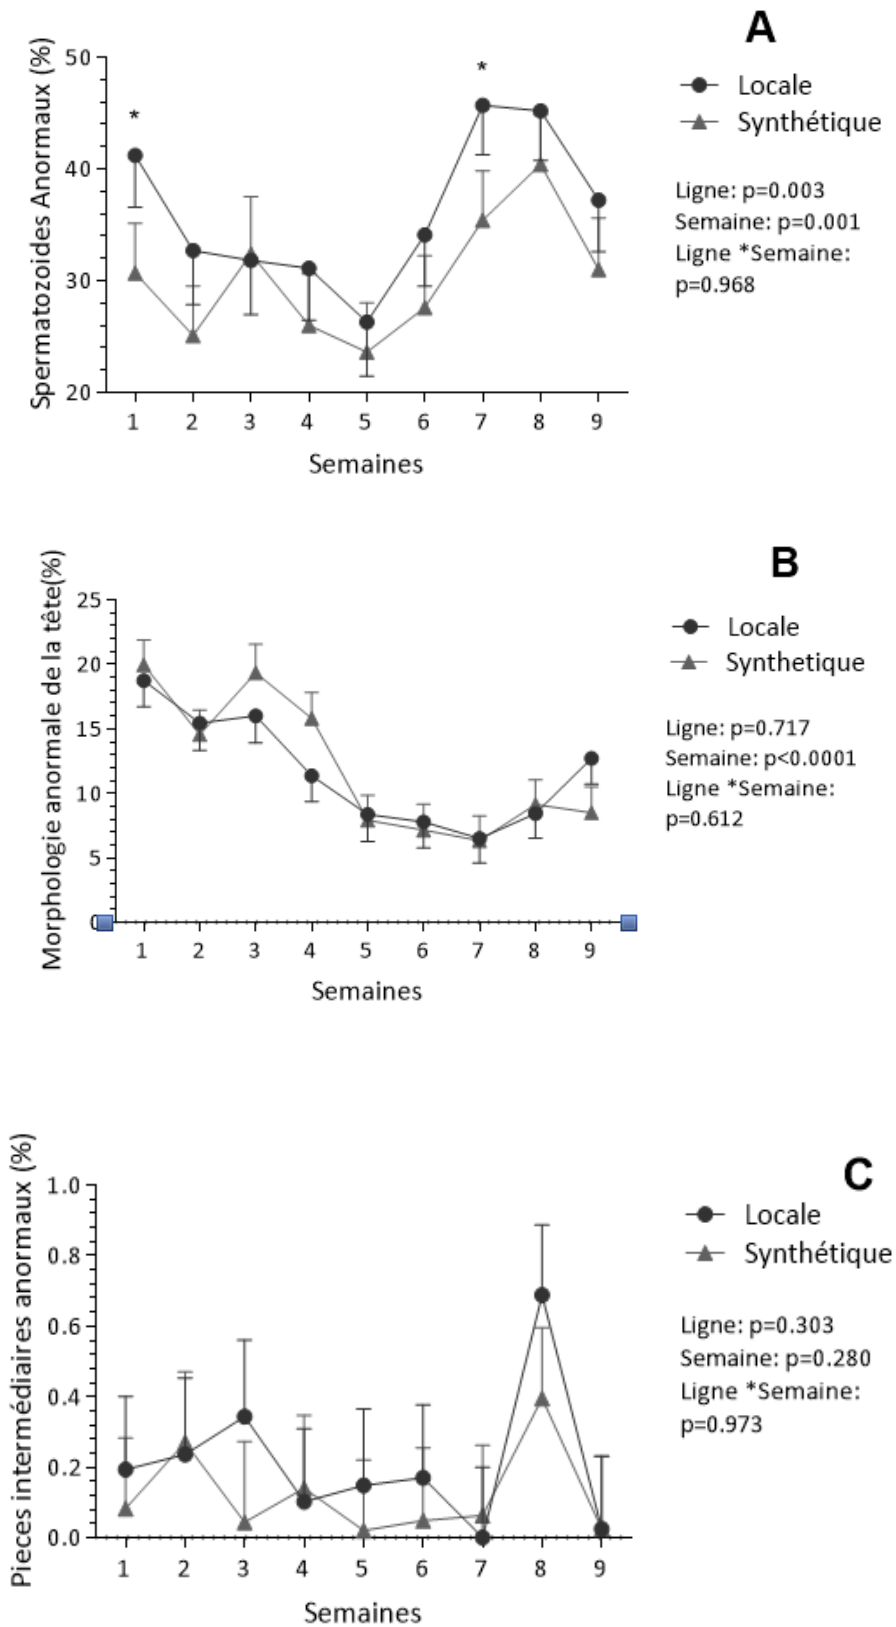 A
Spermatozoides Anormaux (%)
50
40
30
20
*
*
1 2 3 4 5 6 7 8 9
Semaines
Locale
Synthétique
Ligne: p=0.003
Semaine: p=0.001
Ligne *Semaine:
p=0.968
B
Morphologie anormale de la tête(%)
25
20
15
10
5
0
1 2 3 4 5 6 7 8 9
Semaines
Locale
Synthetique
Ligne: p=0.717
Semaine: p<0.0001
Ligne *Semaine:
p=0.612
C
Pieces intermédiaires anormaux (%)
1.0
0.8
0.6
0.4
0.2
0.0
1 2 3 4 5 6 7 8 9
Semaines
Locale
Synthétique
Ligne: p=0.303
Semaine: p=0.280
Ligne *Semaine:
p=0.973